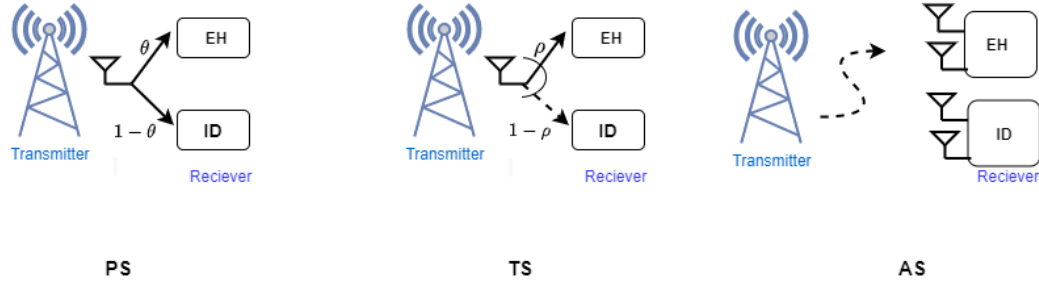 EH
θ
1 − θ
ID
Transmitter
Reciever
PS
EH
ρ
1 − ρ
ID
Transmitter
Reciever
TS
EH
ID
Transmitter
Reciever
AS